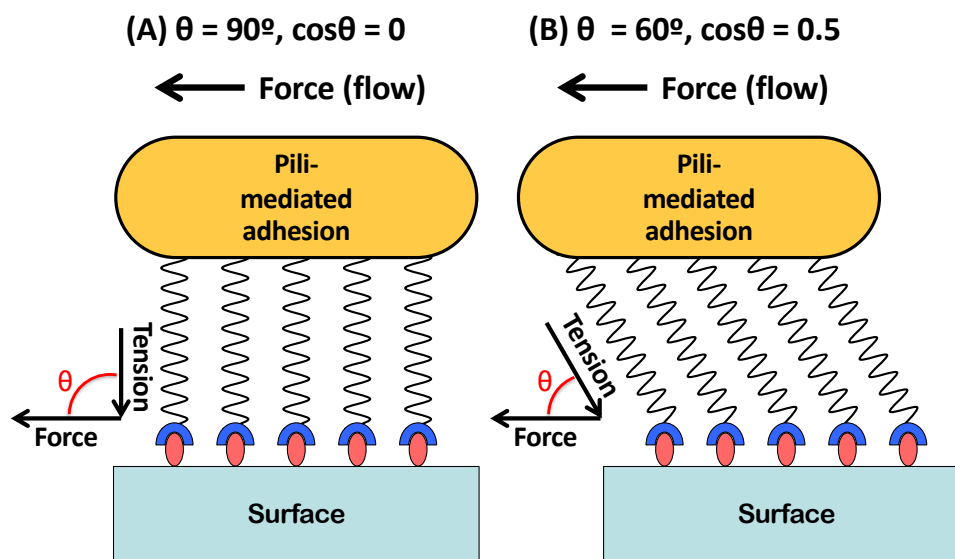 (A) θ = 90º, cosθ = 0
Force (flow)
Pili-
mediated
adhesion
Tension
θ
Force
Surface
(B) θ = 60º, cosθ = 0.5
Force (flow)
Pili-
mediated
adhesion
Tension
θ
Force
Surface